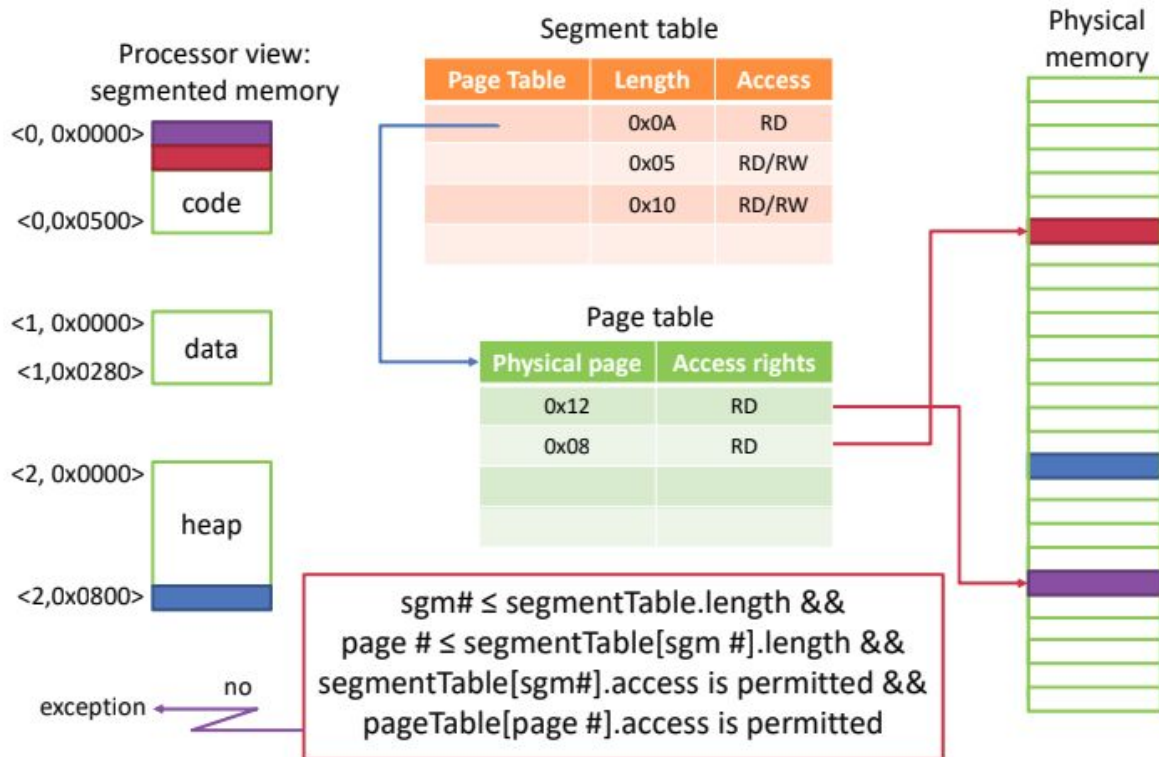 Processor view:
segmented memory
<0, 0x0000>
code
<0,0x0500>
<1, 0x0000>
data
<1,0x0280>
<2, 0x0000>
heap
<2,0x0800>
Segment table
Page Table Length Access
0x0A RD
0x05 RD/RW
0x10 RD/RW
Page table
Physical page Access rights
0x12 RD
0x08 RD
Physical
memory
sgm# ≤ segmentTable.length &&
page # ≤ segmentTable[sgm #].length &&
segmentTable[sgm#].access is permitted &&
pageTable[page #].access is permitted
no
exception